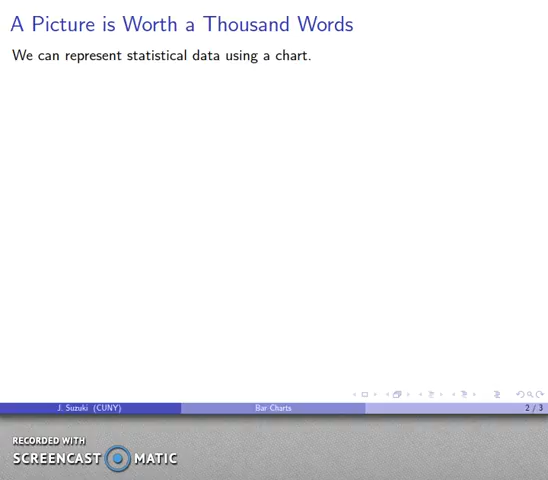 A Picture is Worth a Thousand Words
We can represent statistical data using a chart.
J. Suzuki (CUNY)
Bar Charts
2 / 3
RECORDED WITH
SCREENCAST MATIC